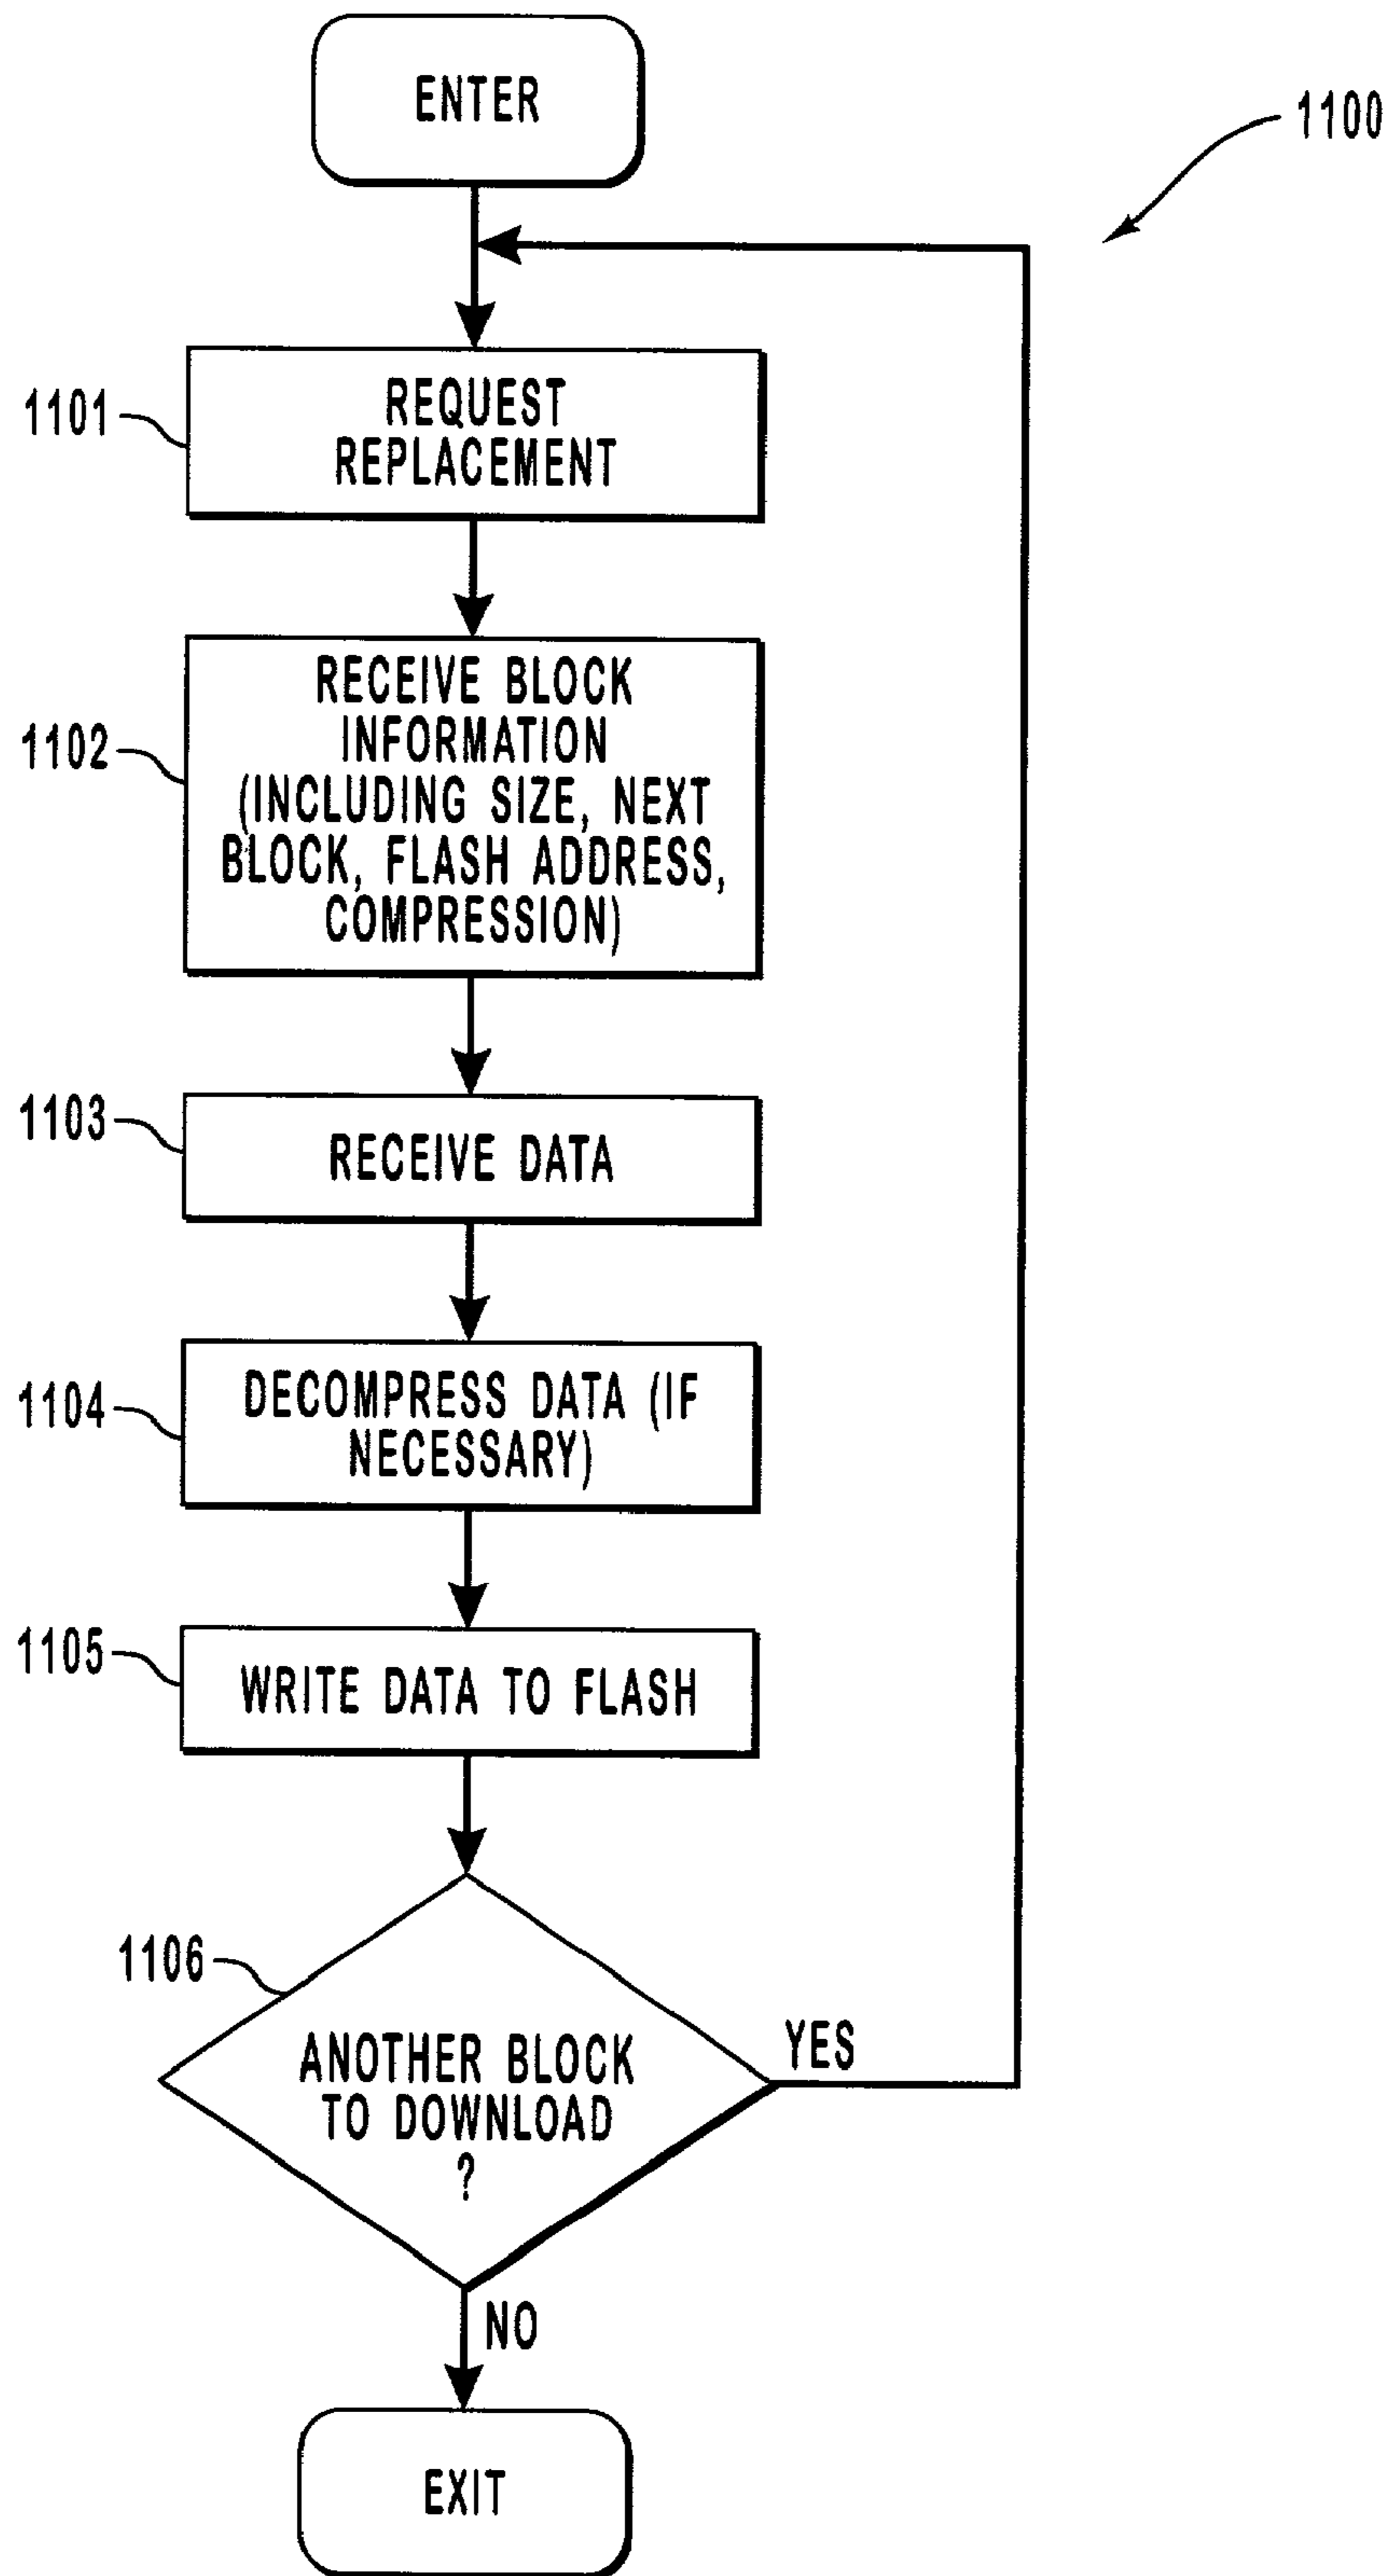 ENTER
1100
1101
REQUEST
REPLACEMENT
1102
RECEIVE BLOCK
INFORMATION
(INCLUDING SIZE, NEXT
BLOCK, FLASH ADDRESS,
COMPRESSION)
1103
RECEIVE DATA
1104
DECOMPRESS DATA (IF
NECESSARY)
1105
WRITE DATA TO FLASH
1106
ANOTHER BLOCK
TO DOWNLOAD
?
YES
NO
EXIT